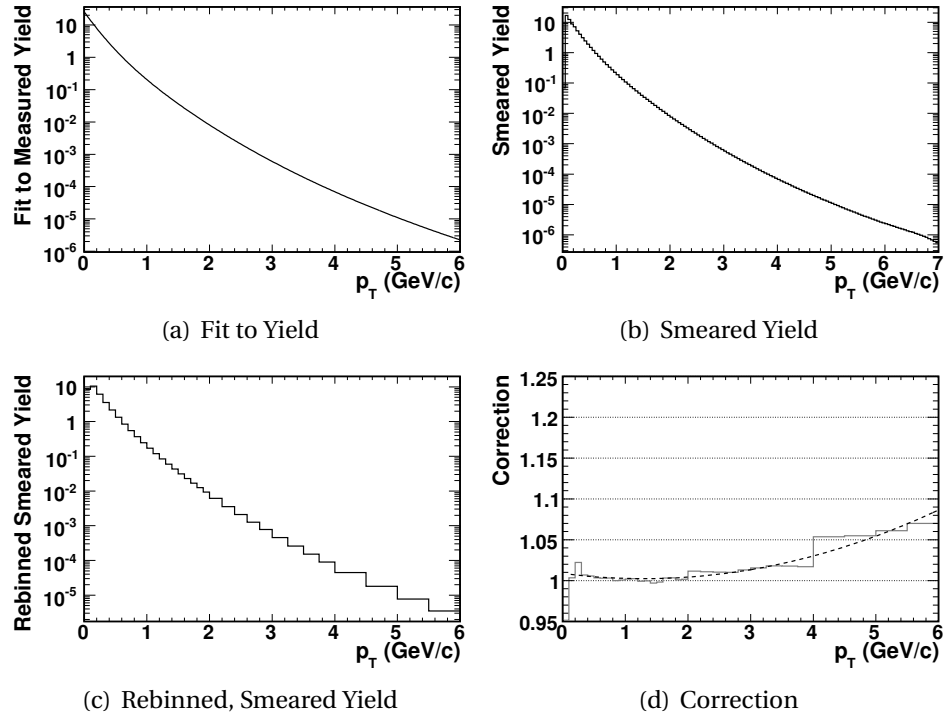 Fit to Measured Yield
10
1
10^-1
10^-2
10^-3
10^-4
10^-5
10^-6
0 1 2 3 4 5 6
p_T (GeV/c)
(a) Fit to Yield
Smeared Yield
10
1
10^-1
10^-2
10^-3
10^-4
10^-5
10^-6
0 1 2 3 4 5 6 7
p_T (GeV/c)
(b) Smeared Yield
Rebinned Smeared Yield
10
1
10^-1
10^-2
10^-3
10^-4
10^-5
0 1 2 3 4 5 6
p_T (GeV/c)
(c) Rebinned, Smeared Yield
Correction
1.25
1.2
1.15
1.1
1.05
1
0.95
0 1 2 3 4 5 6
p_T (GeV/c)
(d) Correction